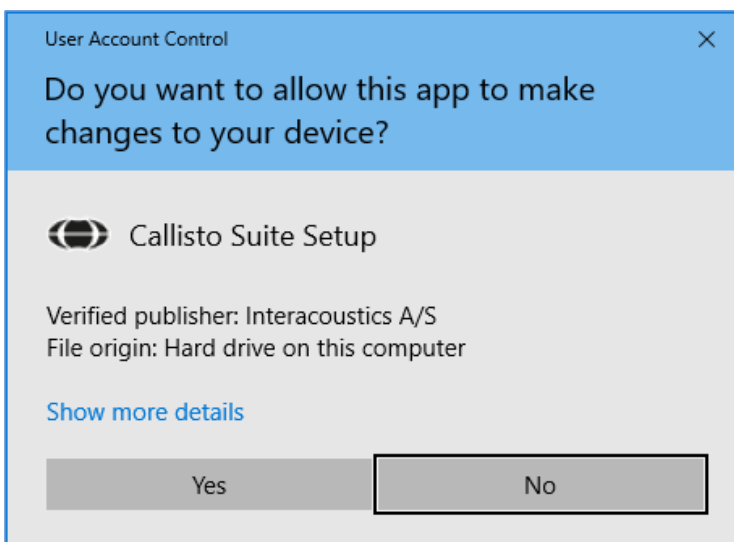 User Account Control
Do you want to allow this app to make
changes to your device?
Callisto Suite Setup
Verified publisher: Interacoustics A/S
File origin: Hard drive on this computer
Show more details
Yes
No